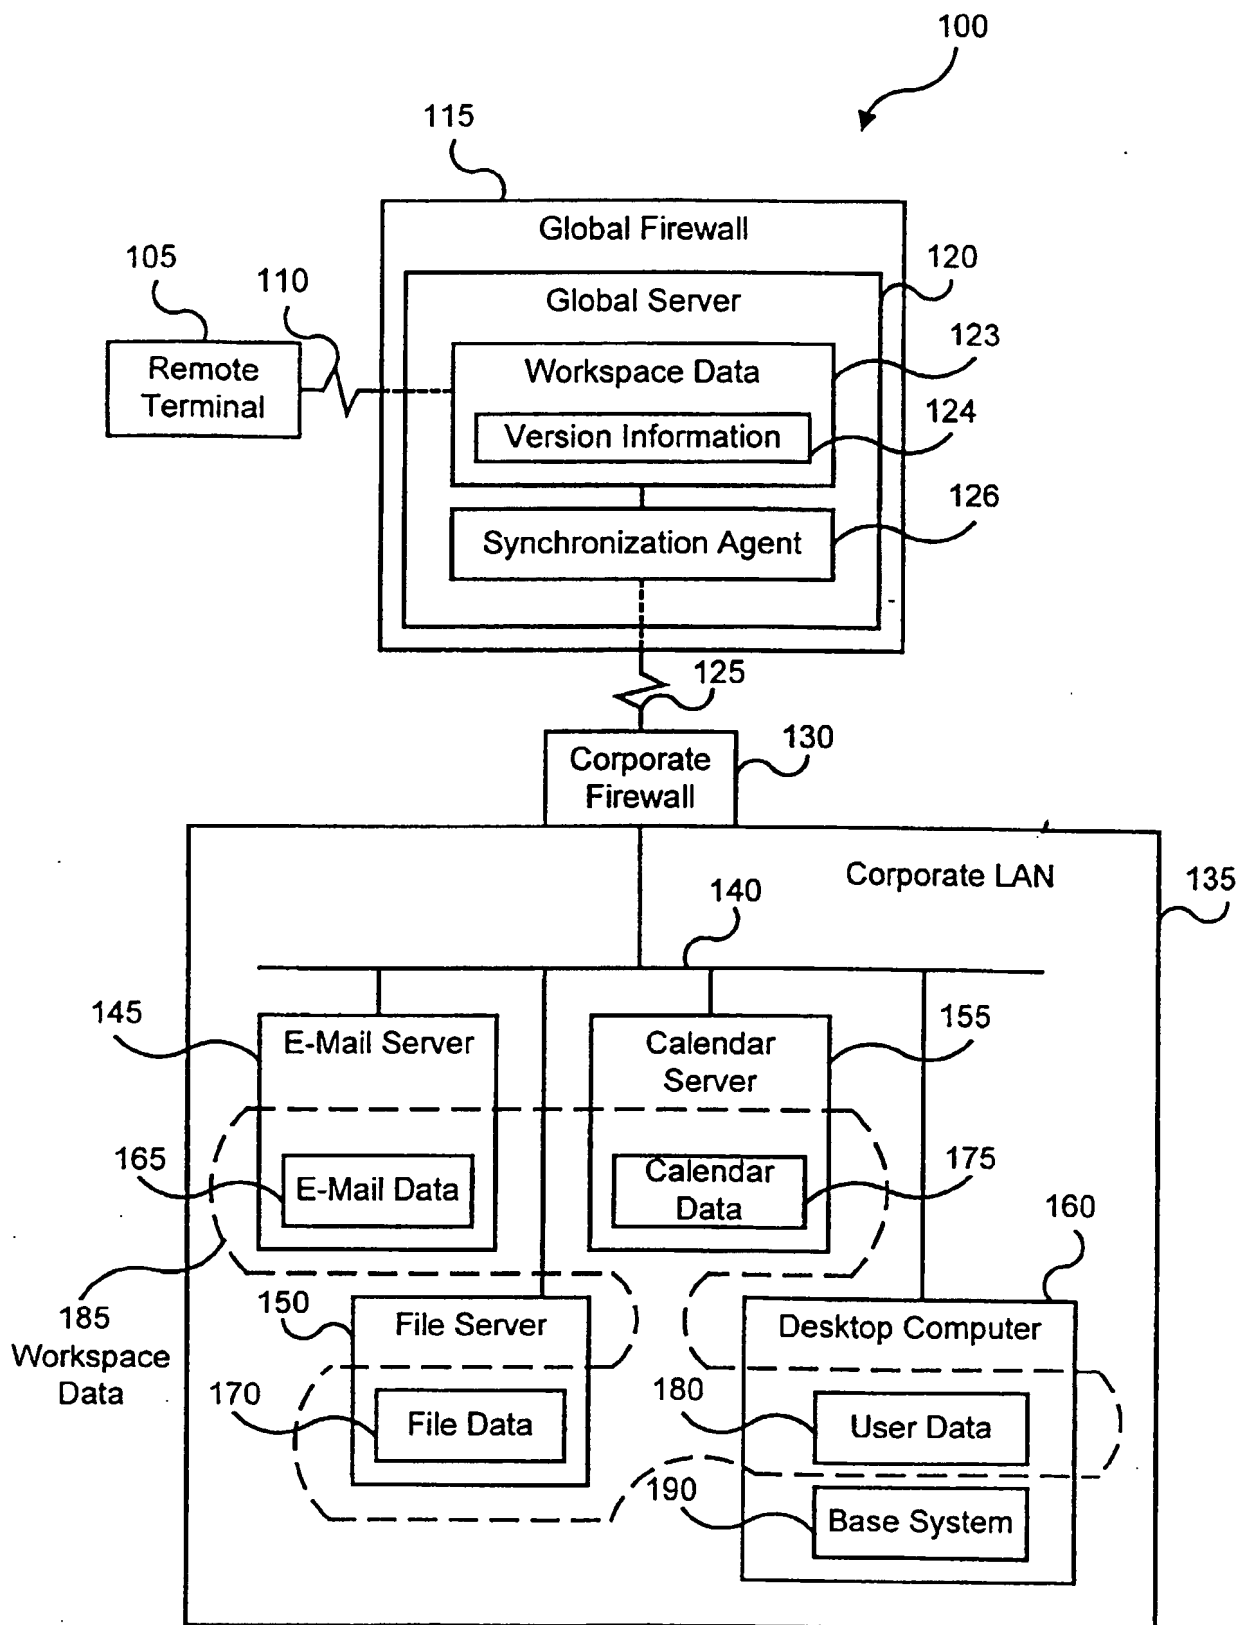 100
115
Global Firewall
105
110
120
Global Server
123
Remote
Terminal
Workspace Data
124
Version Information
126
Synchronization Agent
125
130
Corporate
Firewall
Corporate LAN
135
140
145
E-Mail Server
Calendar
Server
155
165
E-Mail Data
Calendar
Data
175
160
185
Workspace
Data
150
File Server
Desktop Computer
170
File Data
180
User Data
190
Base System